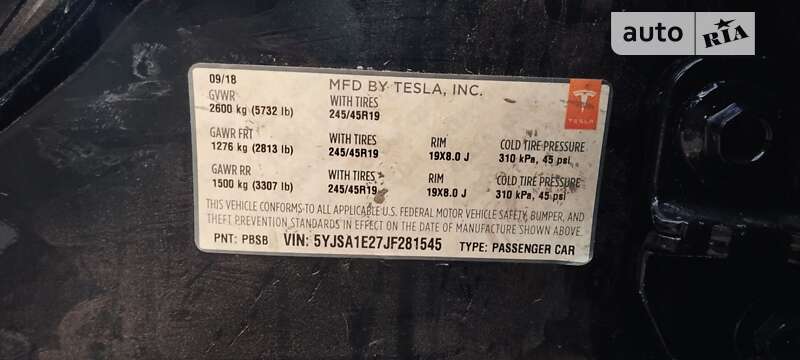 auto RIA
09/18
MFD BY TESLA, INC.
TESLA
GVWR
2600 kg (5732 lb)
WITH TIRES
245/45R19
GAWR FRT
1276 kg (2813 lb)
WITH TIRES
245/45R19
RIM
19X8.0 J
COLD TIRE PRESSURE
310 kPa, 45 psi
GAWR RR
1500 kg (3307 lb)
WITH TIRES
245/45R19
RIM
19X8.0 J
COLD TIRE PRESSURE
310 kPa, 45 psi
THIS VEHICLE CONFORMS TO ALL APPLICABLE U.S. FEDERAL MOTOR VEHICLE SAFETY, BUMPER, AND
THEFT PREVENTION STANDARDS IN EFFECT ON THE DATE OF MANUFACTURE SHOWN ABOVE.
PNT: PBSB VIN: 5YJSA1E27JF281545 TYPE: PASSENGER CAR